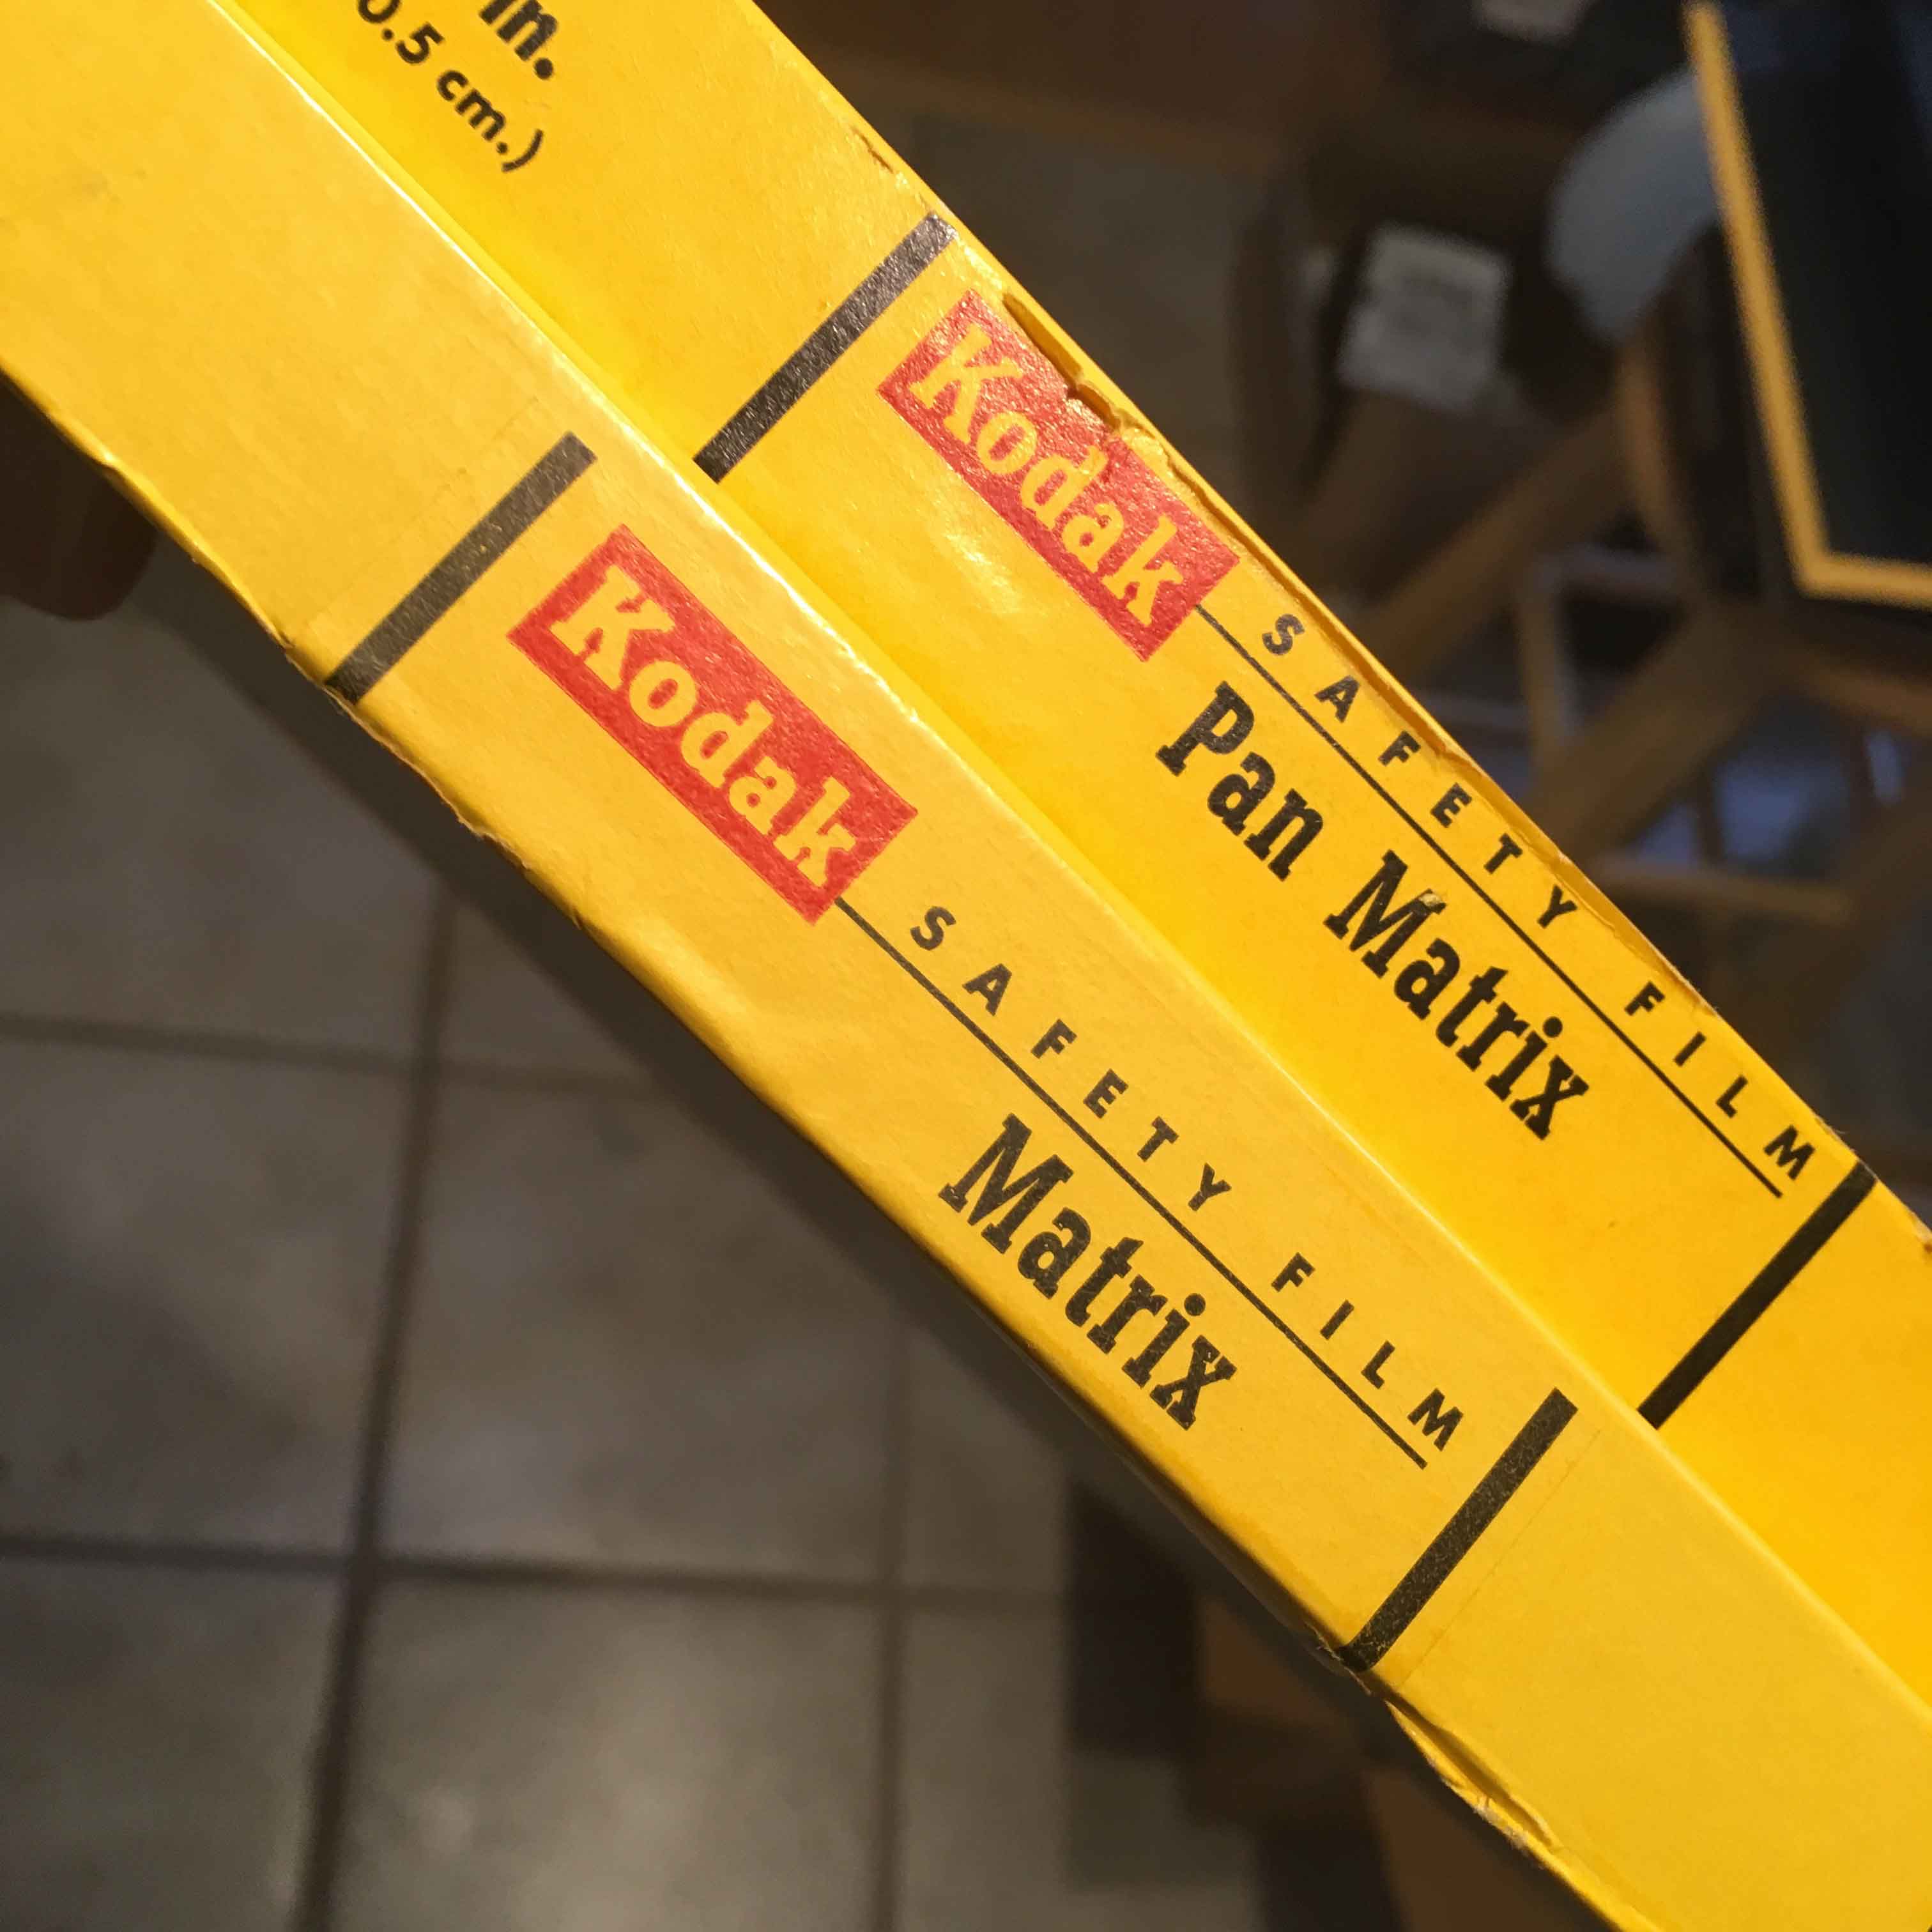 in.
0.5 cm.)
Kodak
SAFETY FILM
Pan Matrix
Kodak
SAFETY FILM
Matrix